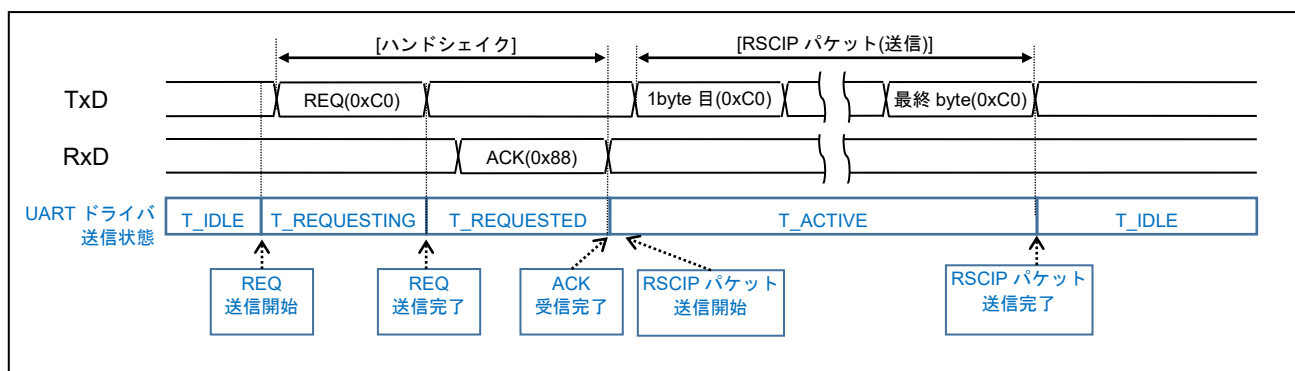 [ハンドシェイク]
[RSCIP パケット(送信)]
TxD
REQ(0xC0)
1byte 目(0xC0)
最終 byte(0xC0)
RxD
ACK(0x88)
UART ドライバ
送信状態
T_IDLE
T_REQUESTING
T_REQUESTED
T_ACTIVE
T_IDLE
REQ
送信開始
REQ
送信完了
ACK
受信完了
RSCIP パケット
送信開始
RSCIP パケット
送信完了